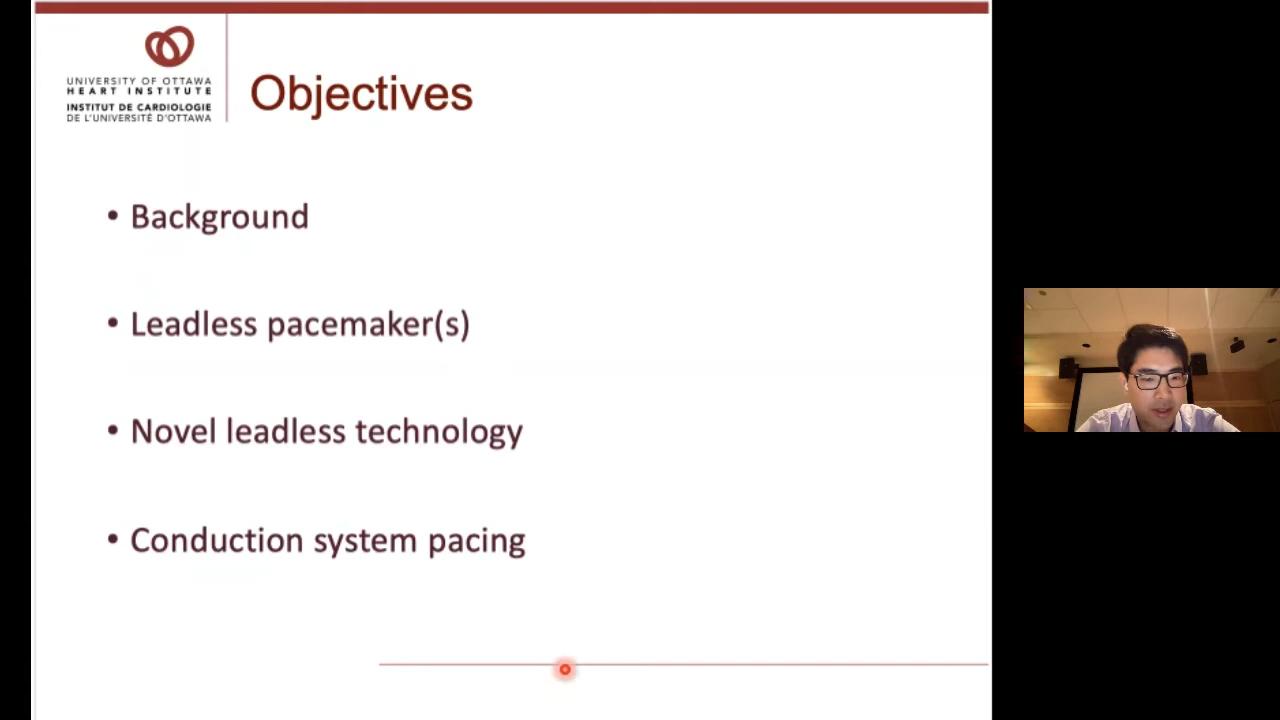 UNIVERSITY OF OTTAWA
HEART INSTITUTE
INSTITUT DE CARDIOLOGIE
DE L'UNIVERSITÉ D'OTTAWA
Objectives
• Background
• Leadless pacemaker(s)
• Novel leadless technology
• Conduction system pacing